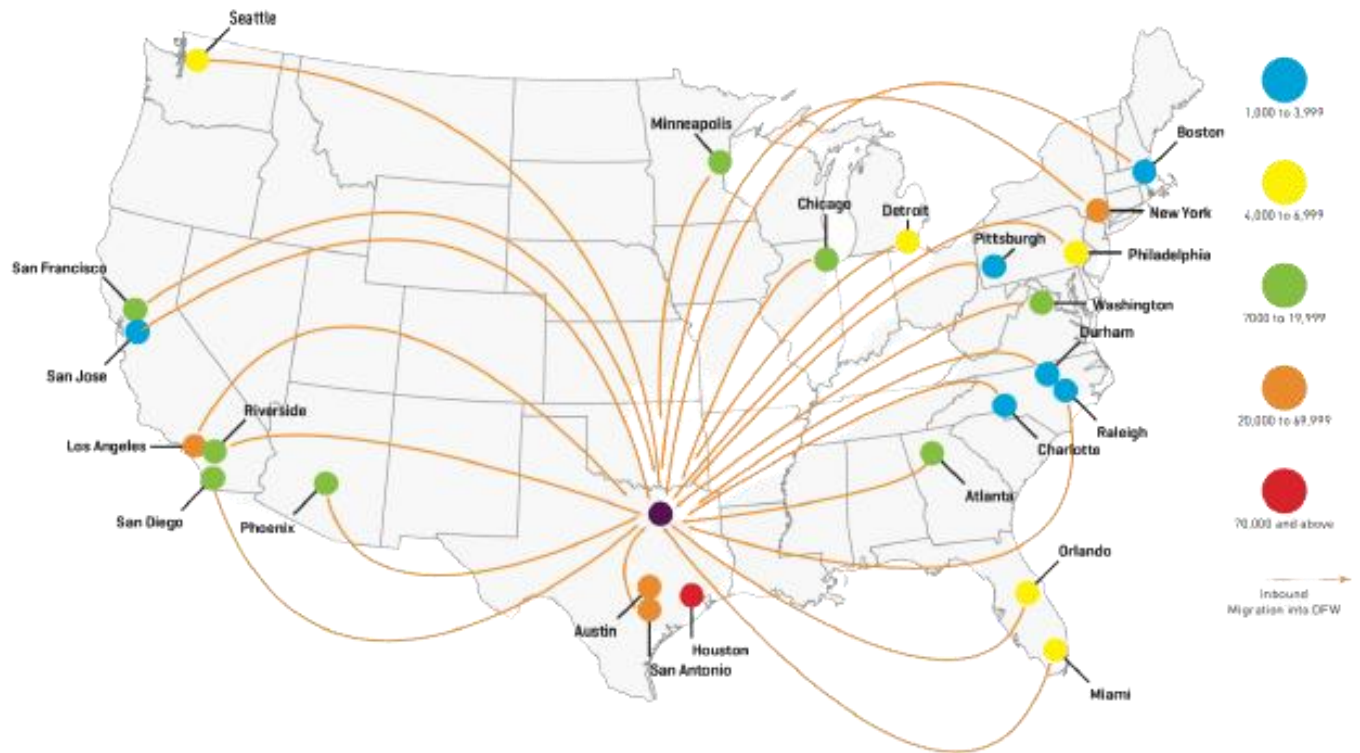 Seattle
Minneapolis
Boston
Chicago
Detroit
New York
Pittsburgh
Philadelphia
San Francisco
Washington
Durham
San Jose
Riverside
Los Angeles
Raleigh
Charlotte
San Diego
Phoenix
Atlanta
Orlando
Austin
Houston
San Antonio
Miami
1,000 to 3,999
4,000 to 6,999
7000 to 19,999
20,000 to 69,999
70,000 and above
Inbound
Migration into DFW